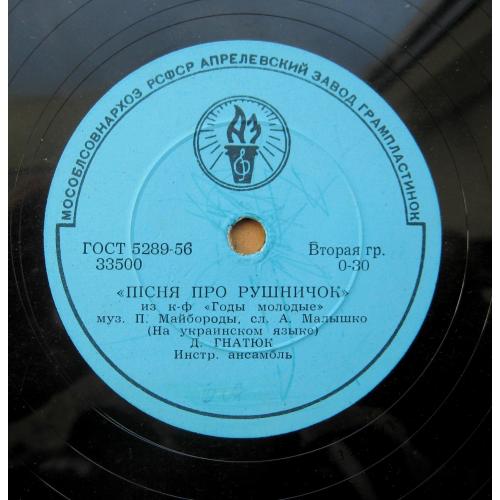 МОСОБЛСОВНАРХОЗ РСФСР АПРЕЛЕВСКИЙ ЗАВОД ГРАМПЛАСТИНОК
АЗ
ГОСТ 5289-56
33500
Вторая гр.
0-30
«ПІСНЯ ПРО РУШНИЧОК»
из к-ф «Годы молодые»
муз. П. Майбороды, сл. А. Малышко
(На украинском языке)
Д. ГНАТЮК
Инстр. ансамбль